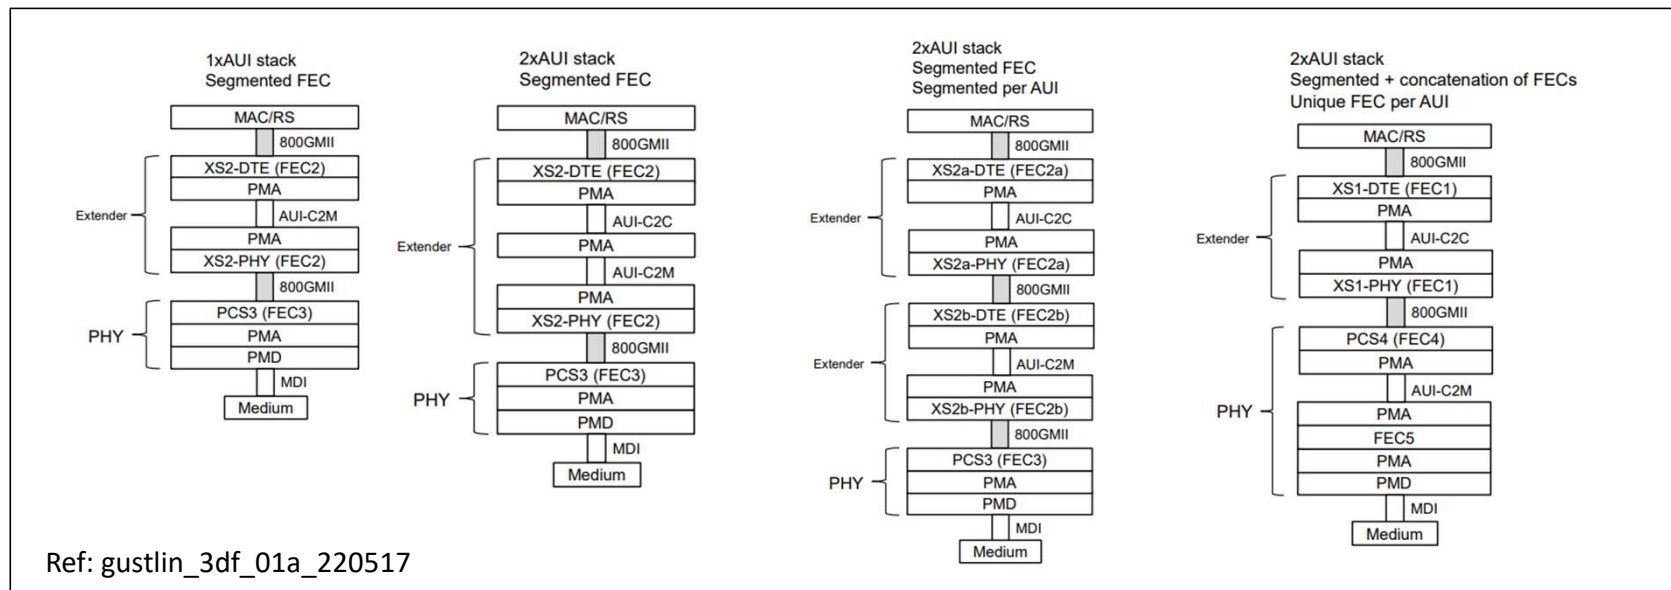 1xAUI stack
Segmented FEC
MAC/RS
800GMII
XS2-DTE (FEC2)
PMA
Extender
AUI-C2M
PMA
XS2-PHY (FEC2)
800GMII
PCS3 (FEC3)
PHY
PMA
PMD
MDI
Medium
2xAUI stack
Segmented FEC
MAC/RS
800GMII
XS2-DTE (FEC2)
PMA
AUI-C2C
Extender
PMA
AUI-C2M
PMA
XS2-PHY (FEC2)
800GMII
PCS3 (FEC3)
PHY
PMA
PMD
MDI
Medium
2xAUI stack
Segmented FEC
Segmented per AUI
MAC/RS
800GMII
XS2a-DTE (FEC2a)
PMA
Extender
AUI-C2C
PMA
XS2a-PHY (FEC2a)
800GMII
XS2b-DTE (FEC2b)
PMA
Extender
AUI-C2M
PMA
XS2b-PHY (FEC2b)
800GMII
PCS3 (FEC3)
PHY
PMA
PMD
MDI
Medium
2xAUI stack
Segmented + concatenation of FECs
Unique FEC per AUI
MAC/RS
800GMII
XS1-DTE (FEC1)
PMA
Extender
AUI-C2C
PMA
XS1-PHY (FEC1)
800GMII
PCS4 (FEC4)
PMA
AUI-C2M
PHY
PMA
FEC5
PMA
PMD
MDI
Medium
Ref: gustlin_3df_01a_220517